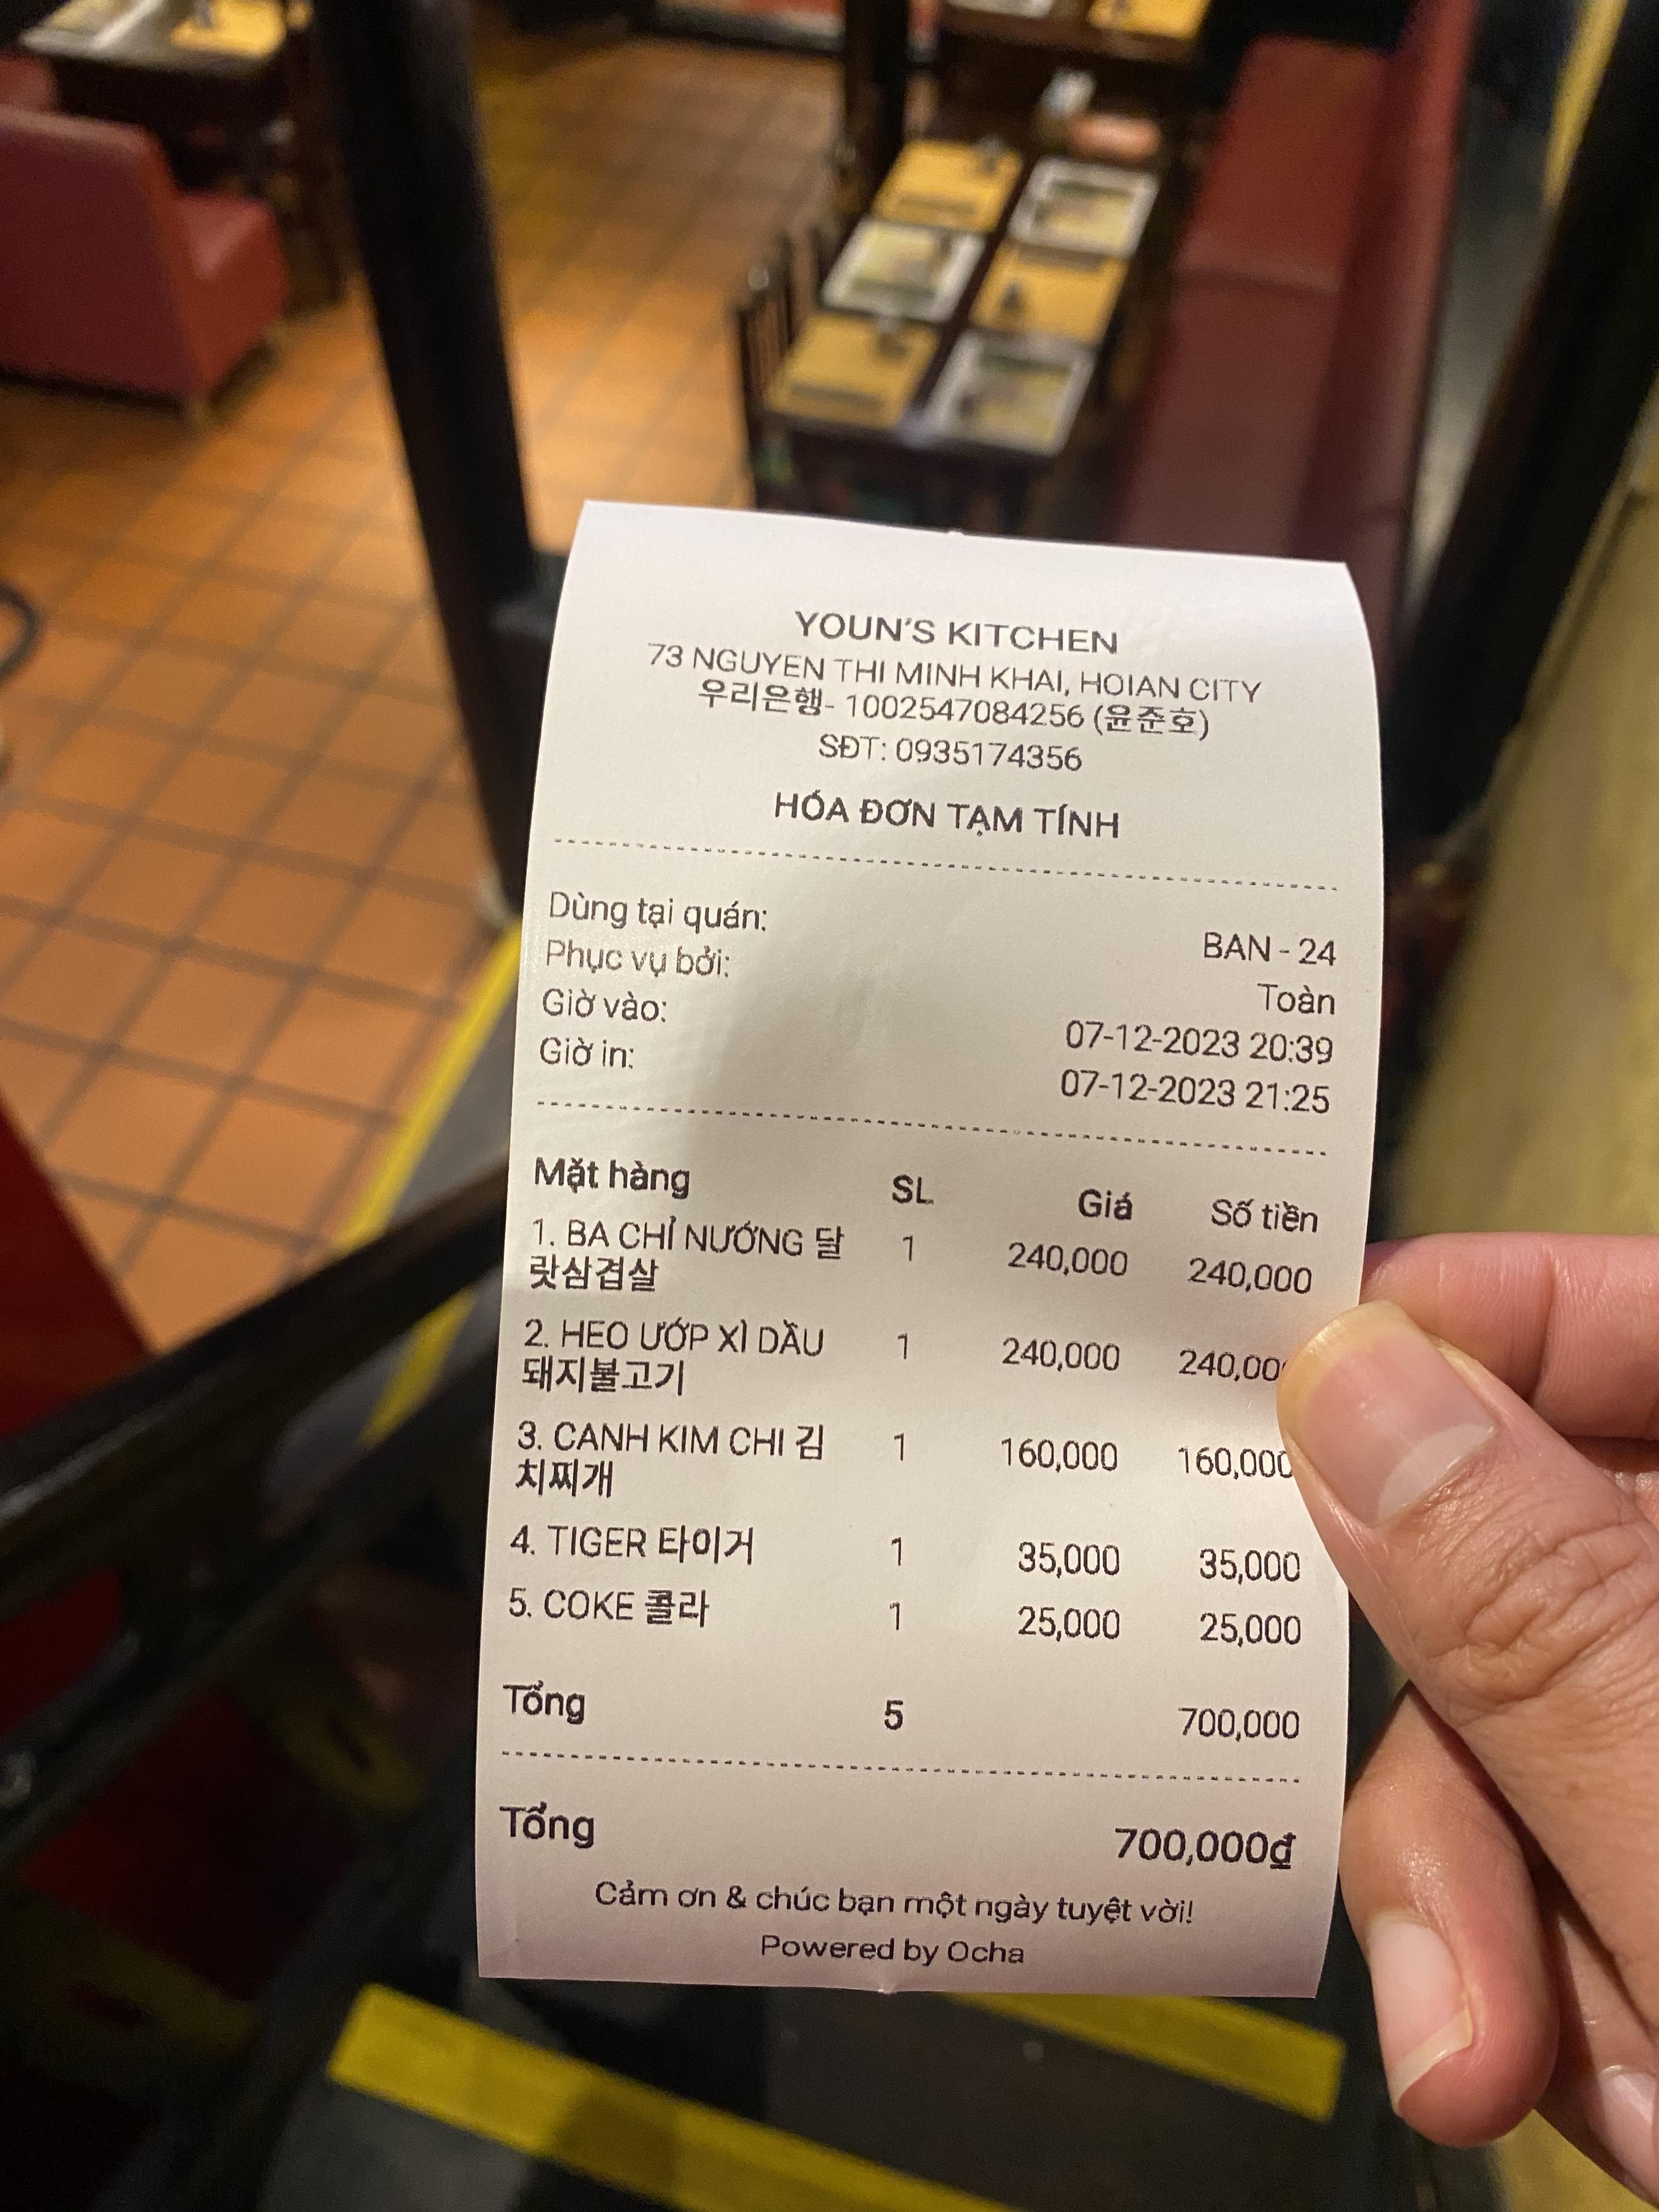 YOUN'S KITCHEN
73 NGUYEN THI MINH KHAI, HOIAN CITY
우리은행- 1002547084256 (윤준호)
SĐT: 0935174356
HÓA ĐƠN TẠM TÍNH
Dùng tại quán: BAN - 24
Phục vụ bởi: Toàn
Giờ vào: 07-12-2023 20:39
Giờ in: 07-12-2023 21:25
Mặt hàng SL Giá Số tiền
1. BA CHỈ NƯỚNG 달 1 240,000 240,000
랏삼겹살
2. HEO ƯỚP XÌ DẦU 1 240,000 240,00
돼지불고기
3. CANH KIM CHI 김 1 160,000 160,000
치찌개
4. TIGER 타이거 1 35,000 35,000
5. COKE 콜라 1 25,000 25,000
Tổng 5 700,000
Tổng 700,000₫
Cảm ơn & chúc bạn một ngày tuyệt vời!
Powered by Ocha